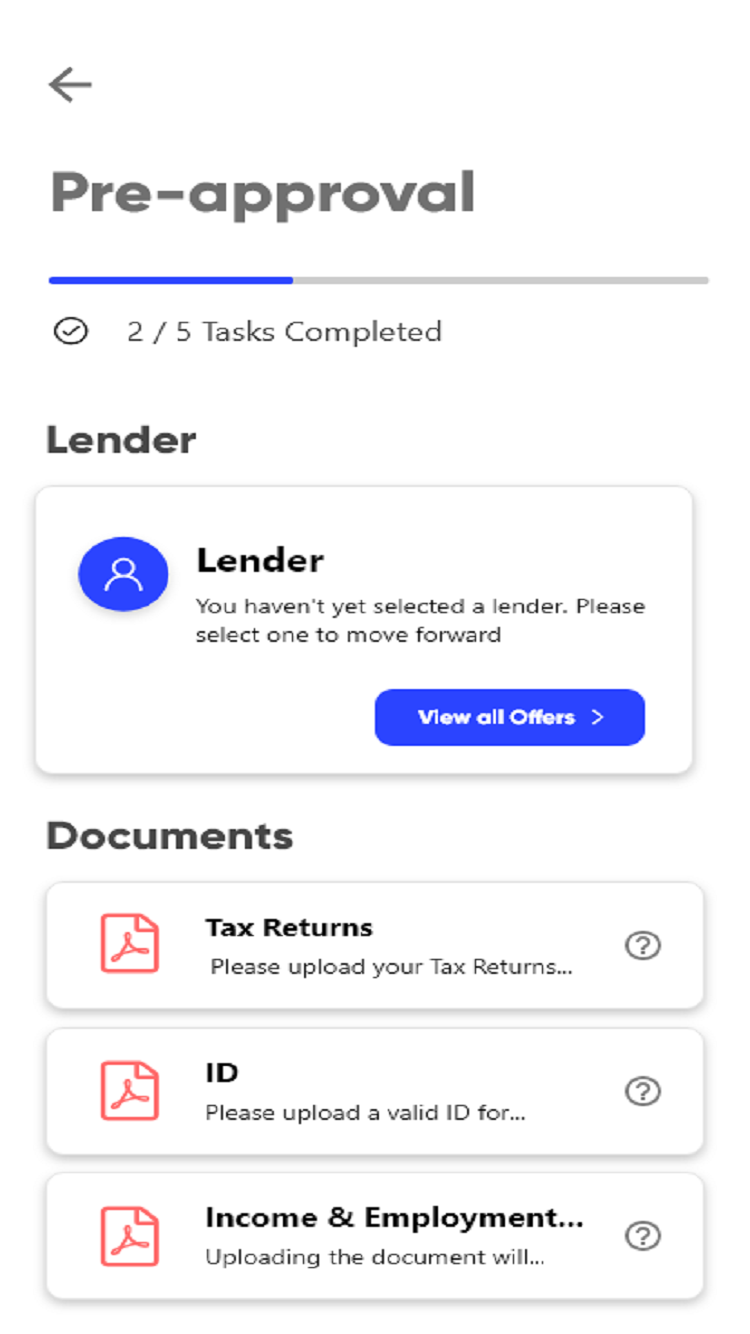 Pre-approval
2 / 5 Tasks Completed
Lender
Lender
You haven't yet selected a lender. Please
select one to move forward
View all Offers >
Documents
Tax Returns
Please upload your Tax Returns...
ID
Please upload a valid ID for...
Income & Employment...
Uploading the document will...